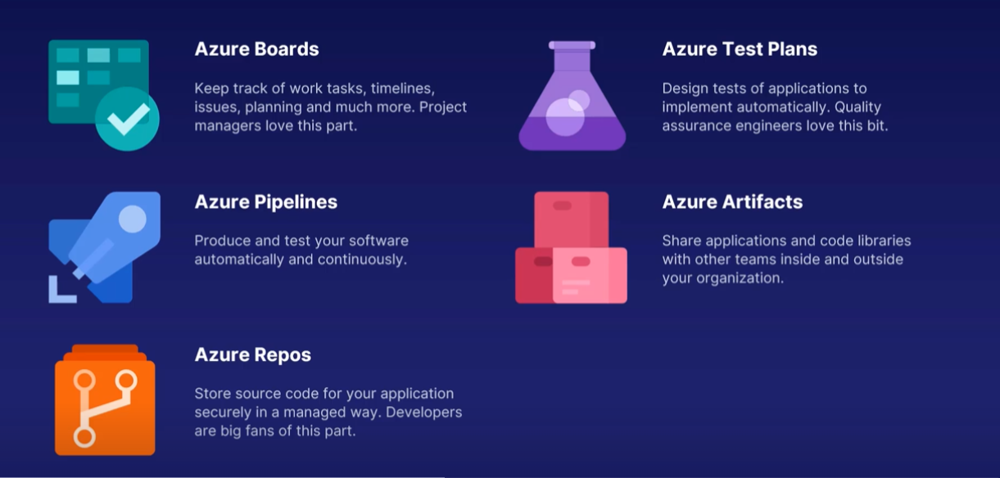 Azure Boards
Keep track of work tasks, timelines,
issues, planning and much more. Project
managers love this part.
Azure Pipelines
Produce and test your software
automatically and continuously.
Azure Repos
Store source code for your application
securely in a managed way. Developers
are big fans of this part.
Azure Test Plans
Design tests of applications to
implement automatically. Quality
assurance engineers love this bit.
Azure Artifacts
Share applications and code libraries
with other teams inside and outside
your organization.